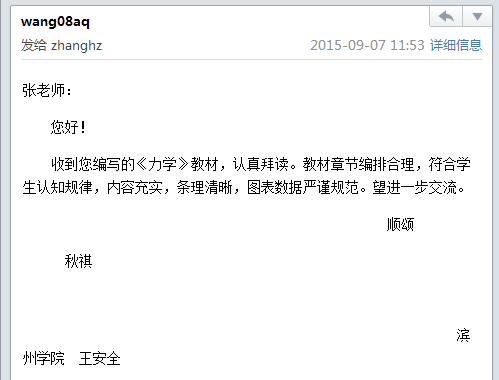 wang08aq
发给 zhanghz 2015-09-07 11:53 详细信息
张老师：
您好！
收到您编写的《力学》教材，认真拜读。教材章节编排合理，符合学
生认知规律，内容充实，条理清晰，图表数据严谨规范。望进一步交流。
顺颂
秋祺
滨
州学院 王安全